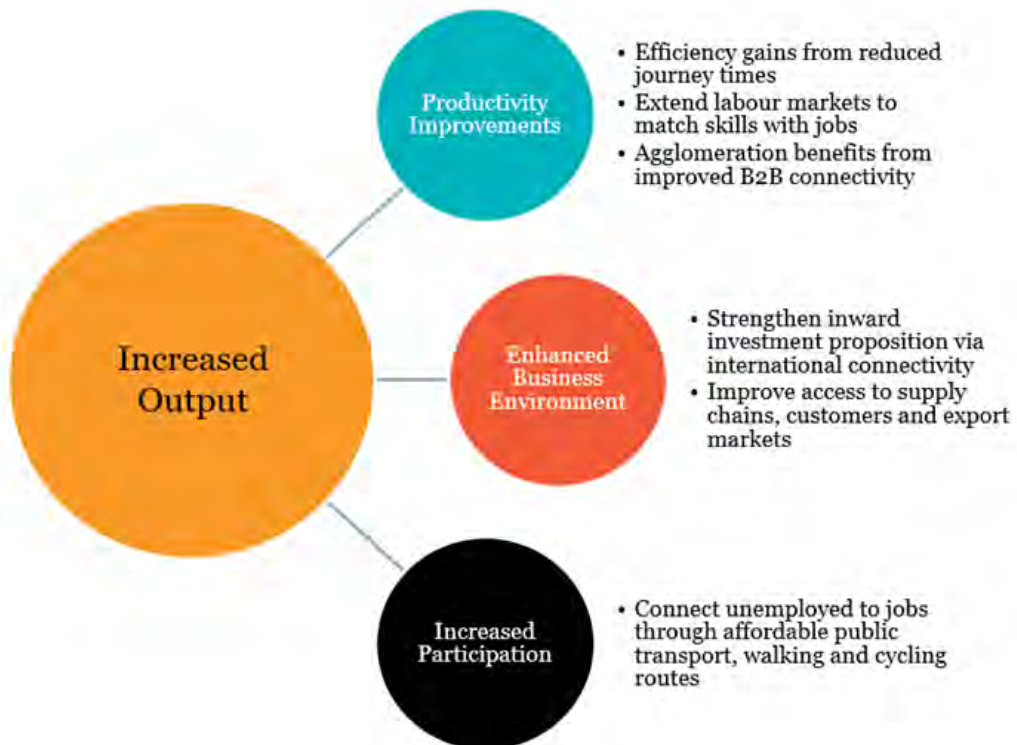 Productivity
Improvements
• Efficiency gains from reduced
journey times
• Extend labour markets to
match skills with jobs
• Agglomeration benefits from
improved B2B connectivity
Increased
Output
Enhanced
Business
Environment
• Strengthen inward
investment proposition via
international connectivity
• Improve access to supply
chains, customers and export
markets
Increased
Participation
• Connect unemployed to jobs
through affordable public
transport, walking and cycling
routes